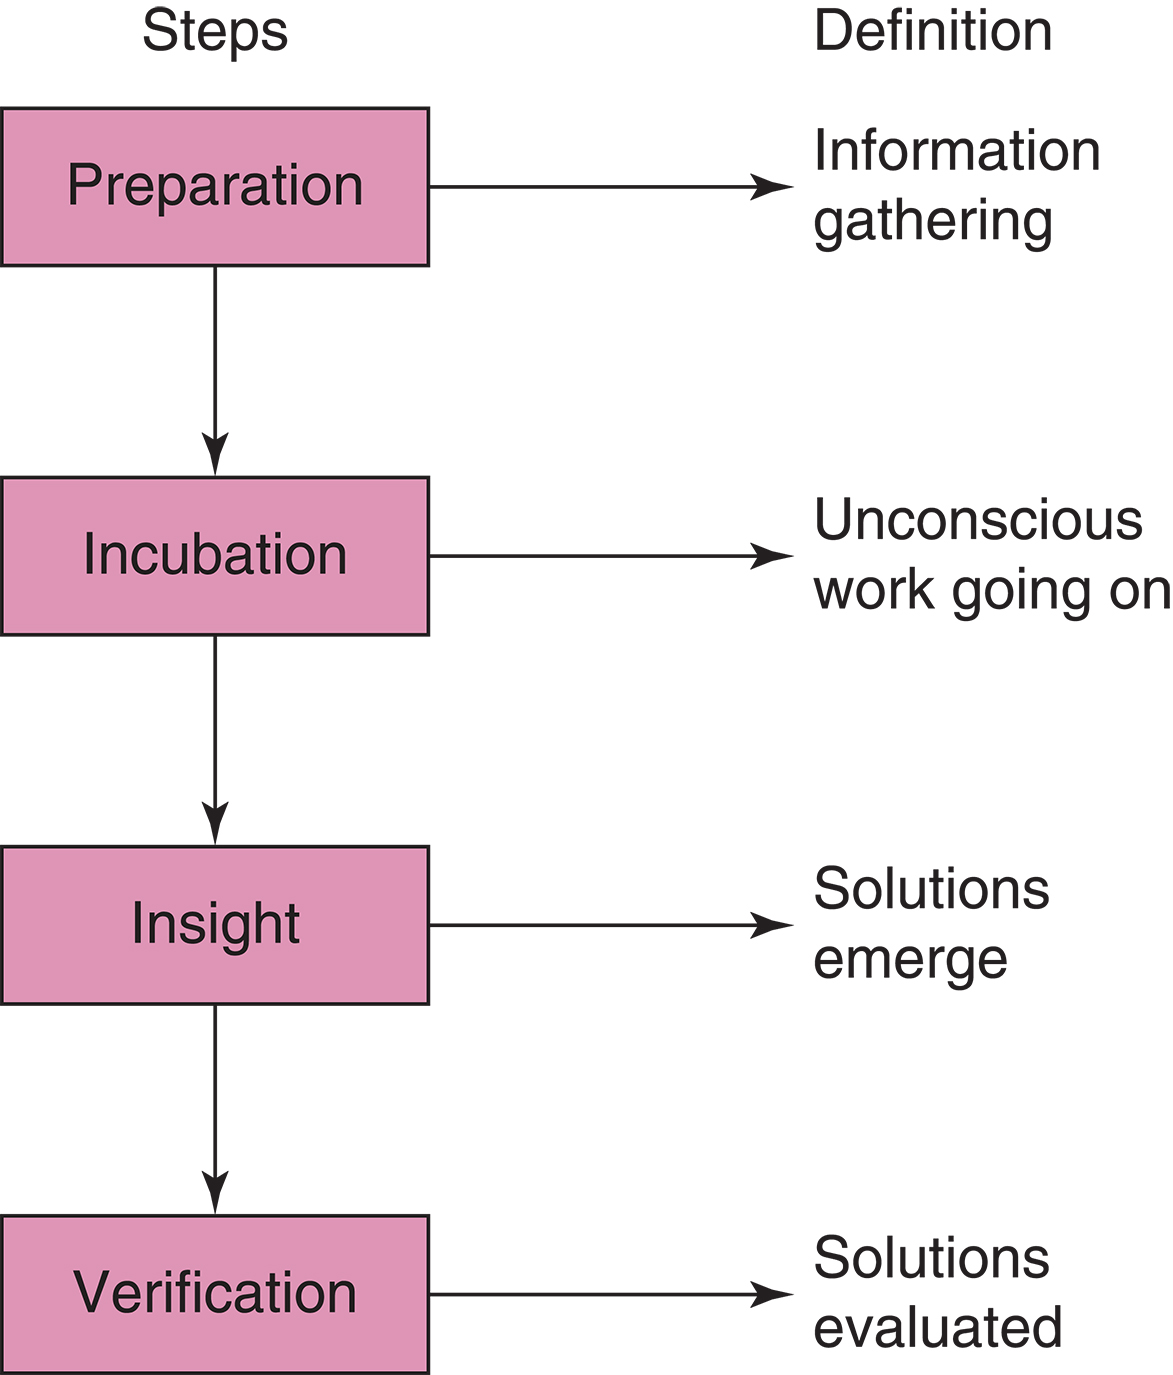 Steps
Definition
Preparation
Information
gathering
Incubation
Unconscious
work going on
Insight
Solutions
emerge
Verification
Solutions
evaluated